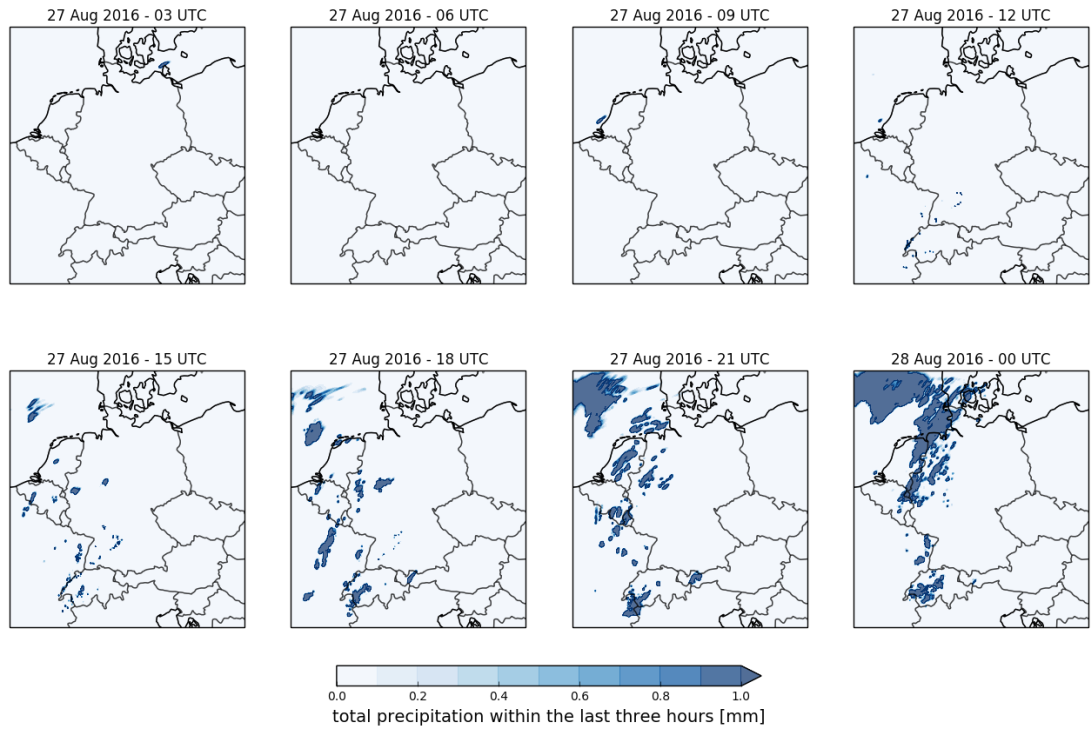 27 Aug 2016 - 03 UTC
27 Aug 2016 - 06 UTC
27 Aug 2016 - 09 UTC
27 Aug 2016 - 12 UTC
27 Aug 2016 - 15 UTC
27 Aug 2016 - 18 UTC
27 Aug 2016 - 21 UTC
28 Aug 2016 - 00 UTC
0.0 0.2 0.4 0.6 0.8 1.0
total precipitation within the last three hours [mm]